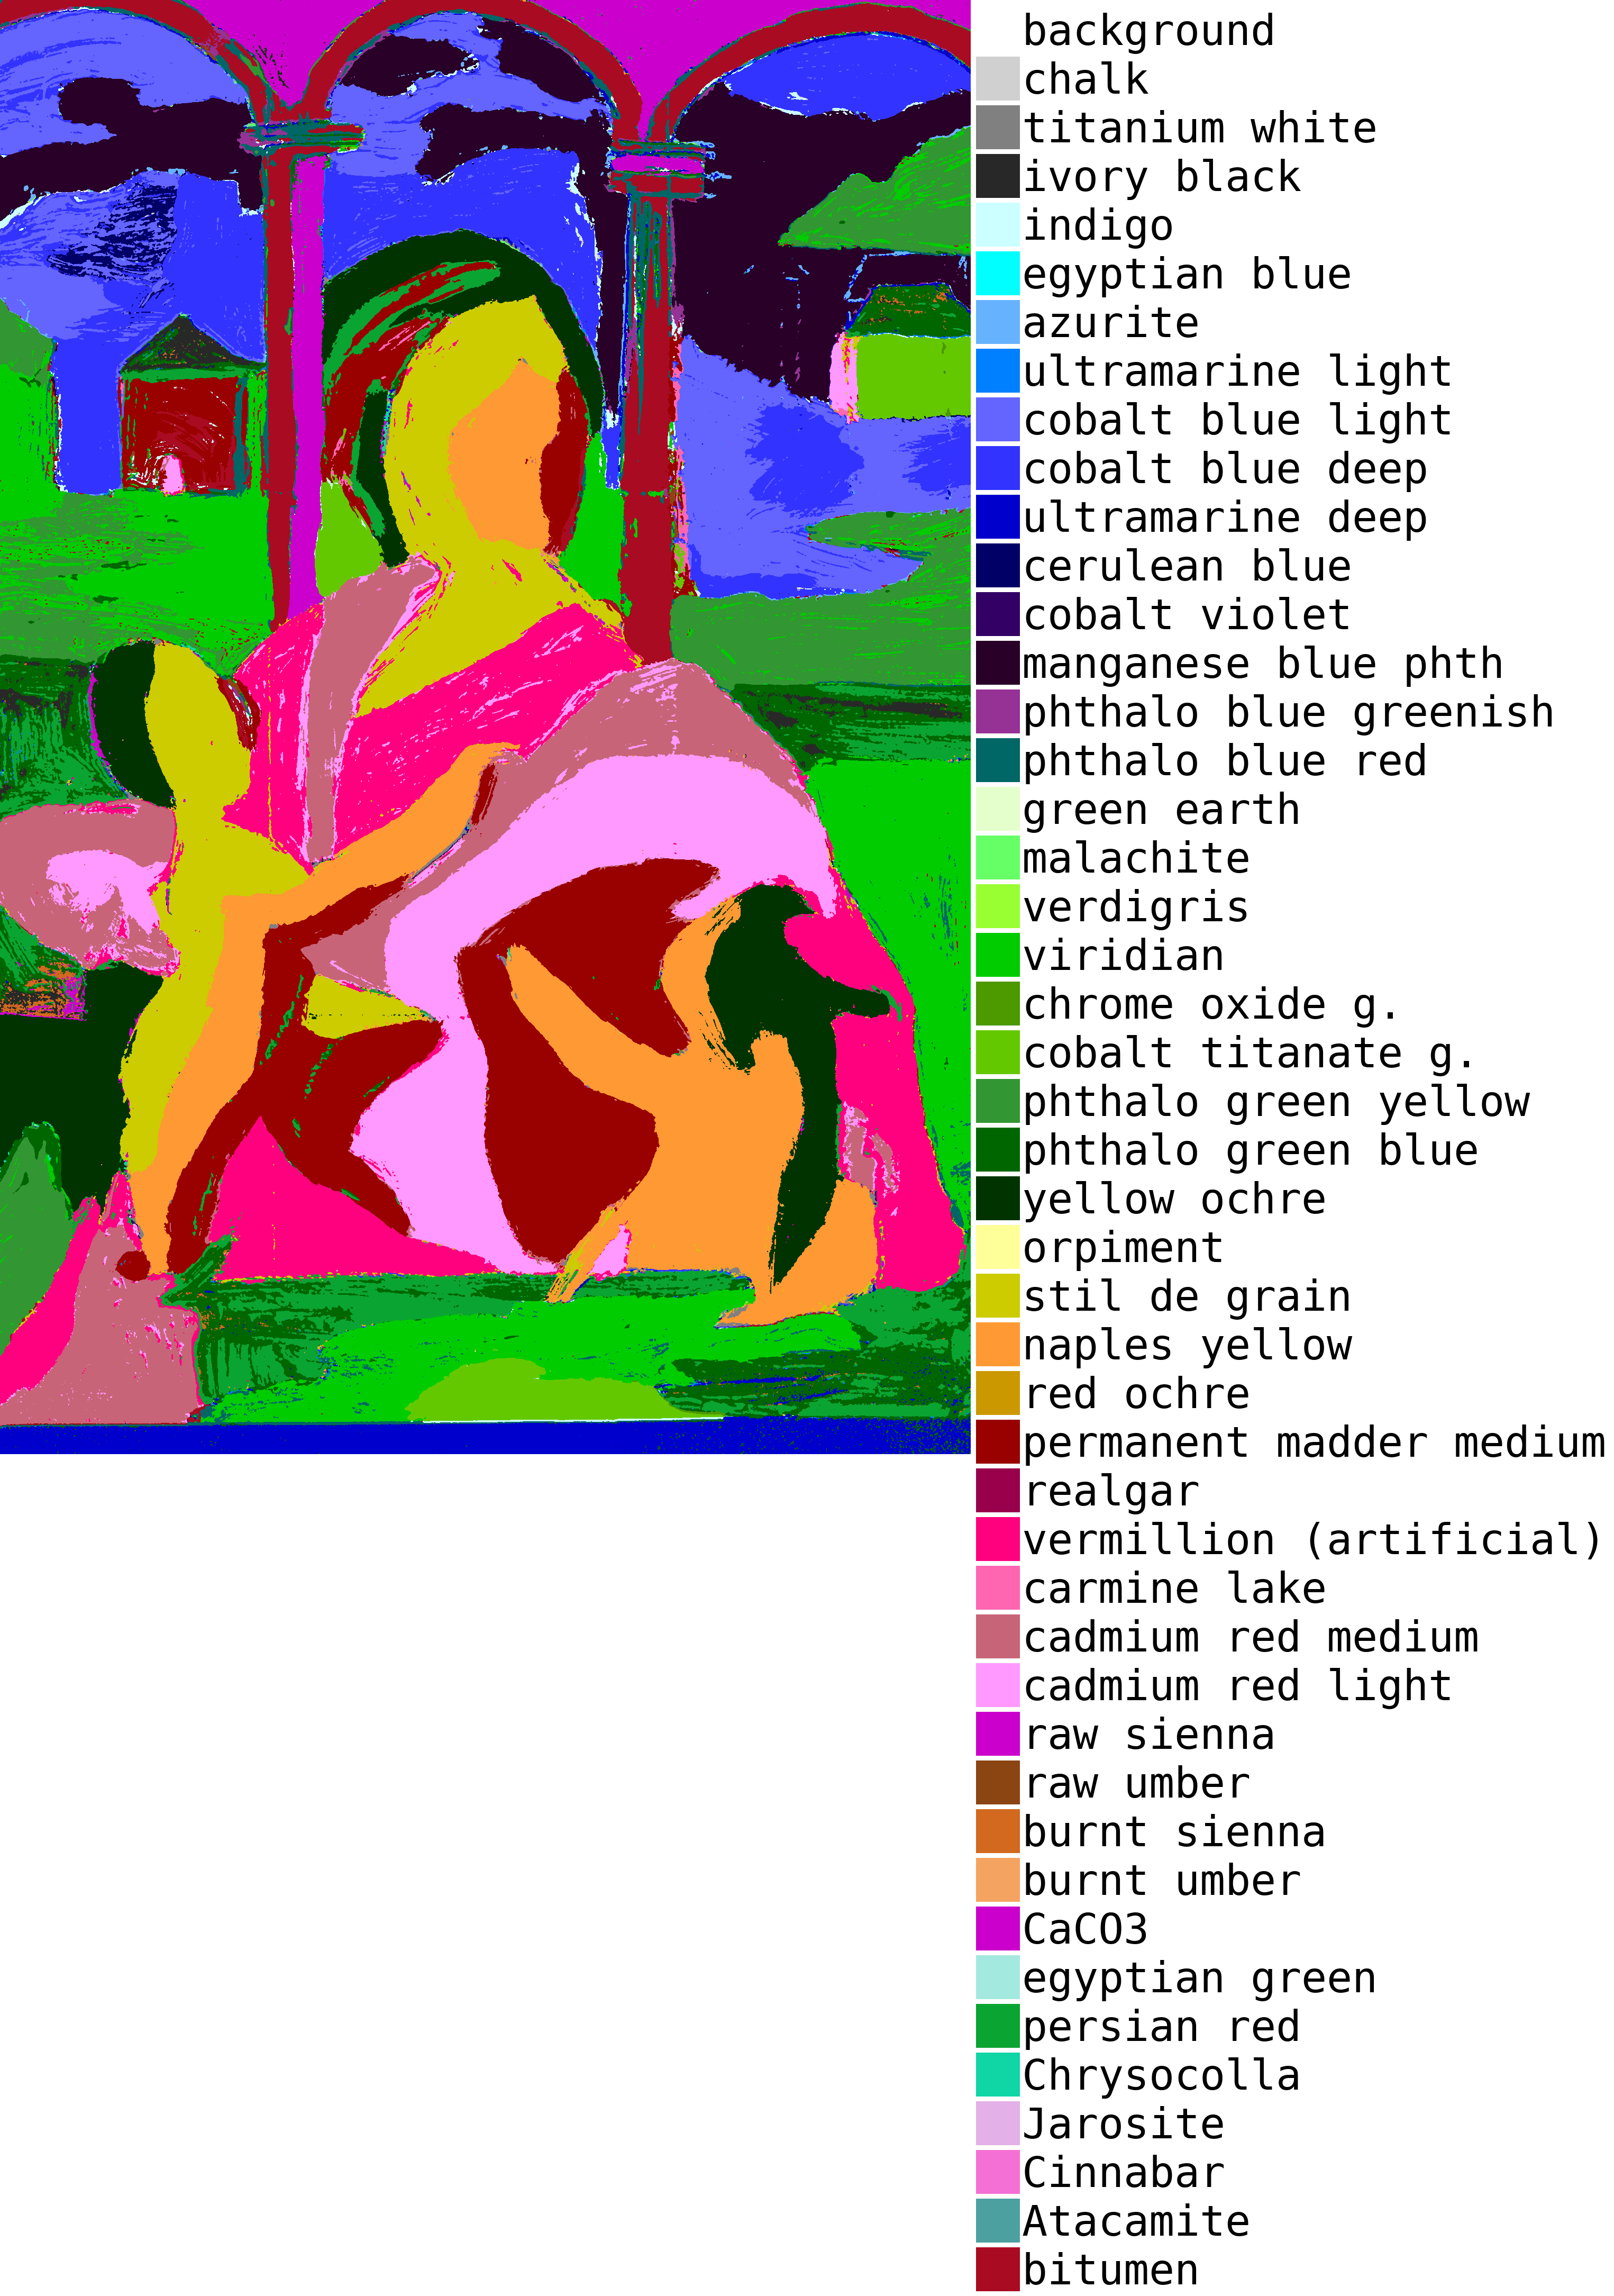 background
chalk
titanium white
ivory black
indigo
egyptian blue
azurite
ultramarine light
cobalt blue light
cobalt blue deep
ultramarine deep
cerulean blue
cobalt violet
manganese blue phth
phthalo blue greenish
phthalo blue red
green earth
malachite
verdigris
viridian
chrome oxide g.
cobalt titanate g.
phthalo green yellow
phthalo green blue
yellow ochre
orpiment
stil de grain
naples yellow
red ochre
permanent madder medium
realgar
vermillion (artificial)
carmine lake
cadmium red medium
cadmium red light
raw sienna
raw umber
burnt sienna
burnt umber
CaCO3
egyptian green
persian red
Chrysocolla
Jarosite
Cinnabar
Atacamite
bitumen